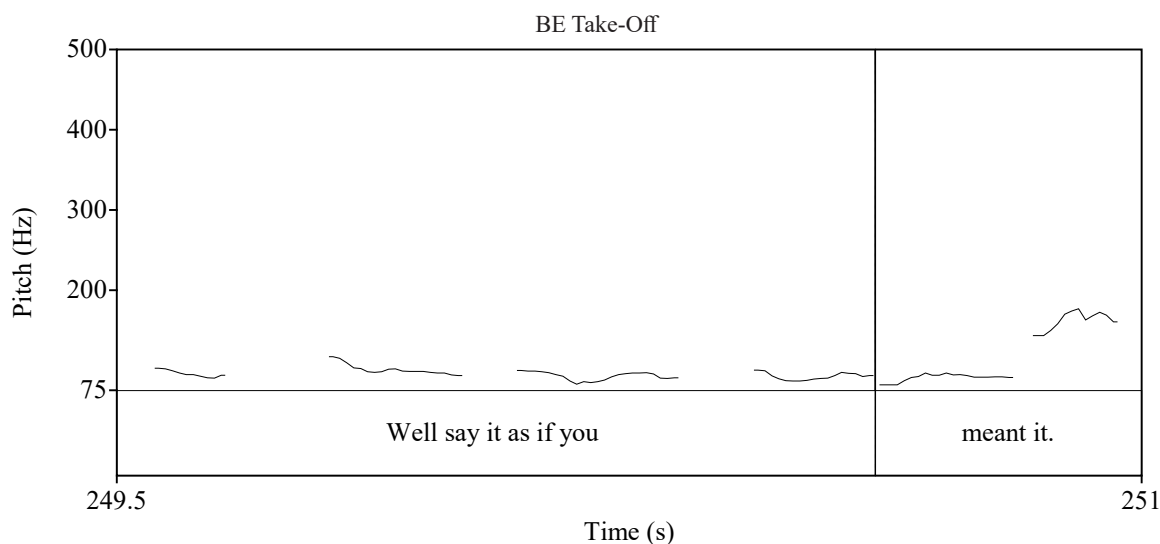 BE Take-Off
500
400
300
200
75
Pitch (Hz)
Well say it as if you
meant it.
249.5
251
Time (s)